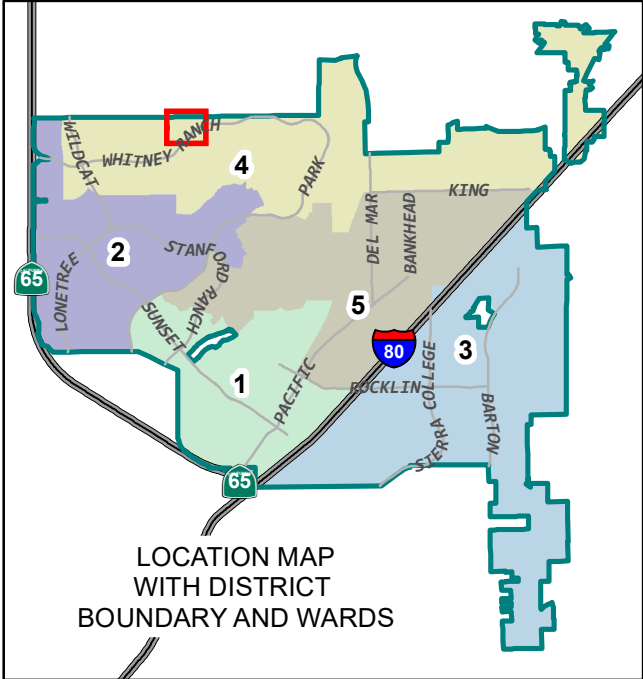 WILDCAT
WHITNEY RANCH
4
PARK
KING
DEL MAR
BANKHEAD
2
STANFORD RANCH
LONETREE
65
SUNSET
5
80
3
1
PACIFIC
ROCKLIN
SIERRA COLLEGE
BARTON
65
LOCATION MAP
WITH DISTRICT
BOUNDARY AND WARDS